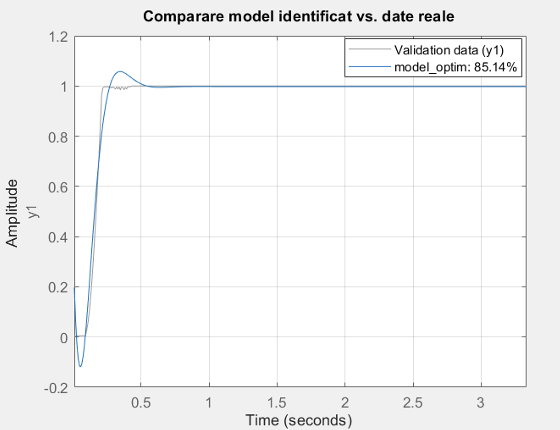 Comparare model identificat vs. date reale
Validation data (y1)
model_optim: 85.14%
1.2
1
0.8
0.6
0.4
0.2
0
-0.2
Amplitude
y1
0.5
1
1.5
2
2.5
3
Time (seconds)